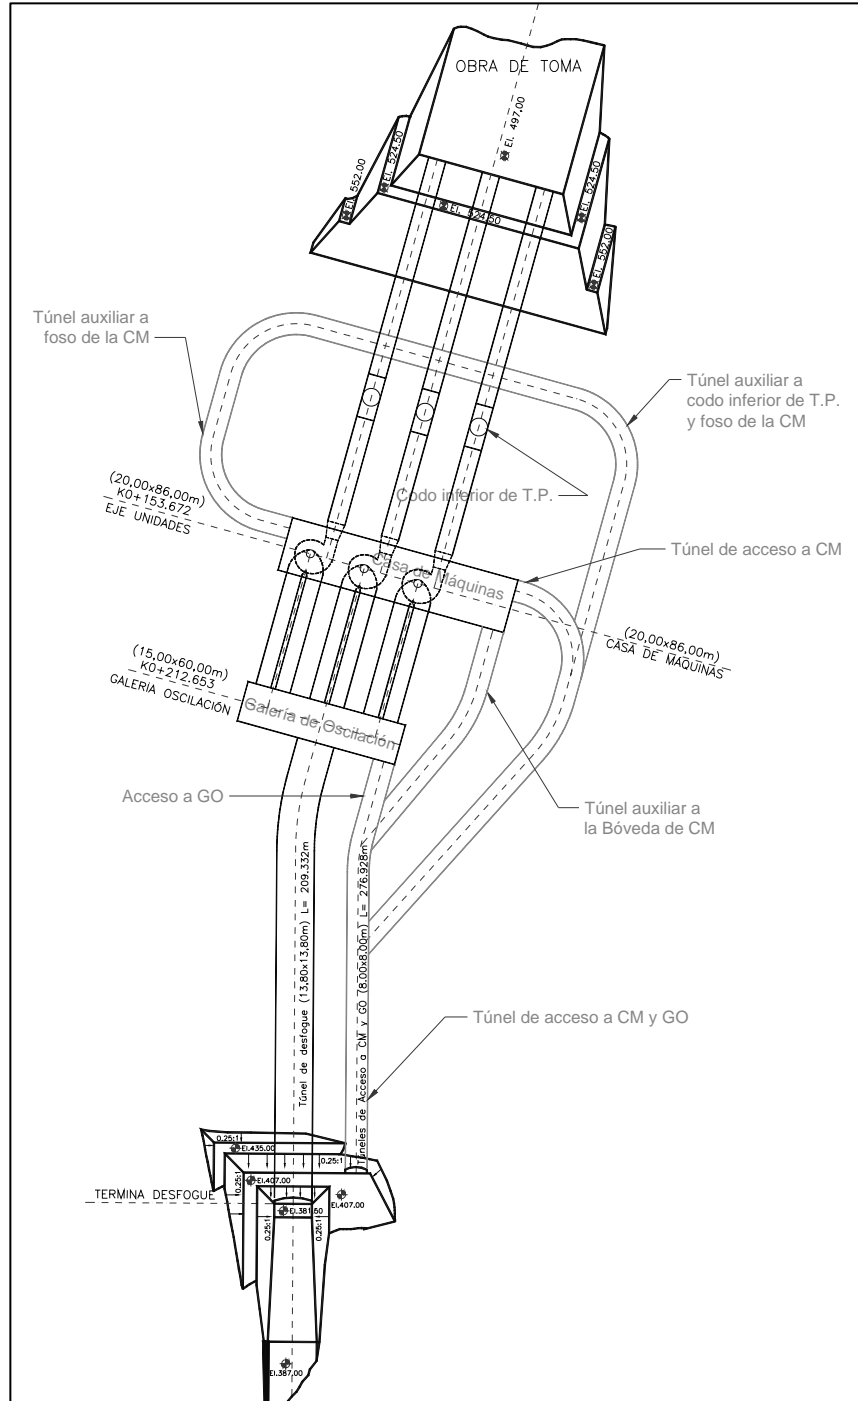 OBRA DE TOMA
El. 497.00
El. 552.00
El. 524.50
El. 524.50
El. 524.50
El. 552.00
Túnel auxiliar a
foso de la CM
Túnel auxiliar a
codo inferior de T.P.
y foso de la CM
(20,00x86,00m)
K0+153.672
EJE UNIDADES
Codo inferior de T.P.
Túnel de acceso a CM
Casa de Máquinas
(20,00x86,00m)
CASA DE MAQUINAS
(15,00x60,00m)
K0+212.653
GALERIA OSCILACIÓN
Galería de Oscilación
Acceso a GO
Túnel auxiliar a
la Bóveda de CM
Túnel de desfogue (13,80x13,80m) L= 209.332m
Túneles de Acceso a CM y GO (8.00x8,00m) L= 276.928m
Túnel de acceso a CM y GO
0.25:1
El.435.00
0.25:1
0.25:1
El.407.00
El.407.00
TERMINA DESFOGUE
El.381.60
0.25:1
0.25:1
El.387.00